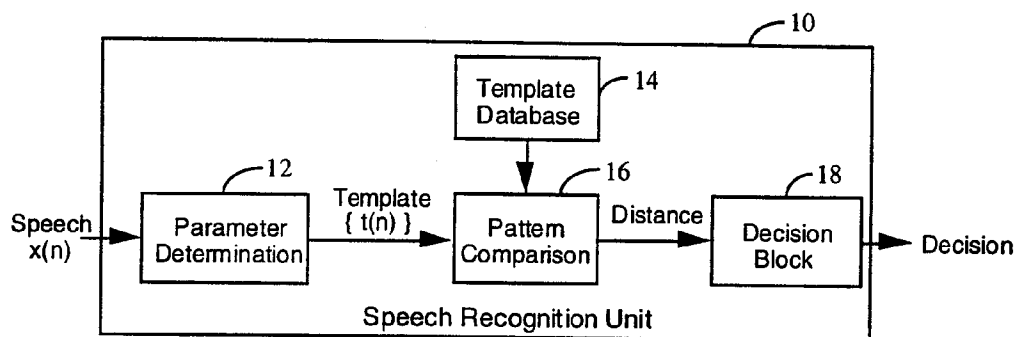 10
Template
Database
14
12
Template
{ t(n) }
16
18
Speech
x(n)
Parameter
Determination
Pattern
Comparison
Distance
Decision
Block
Decision
Speech Recognition Unit